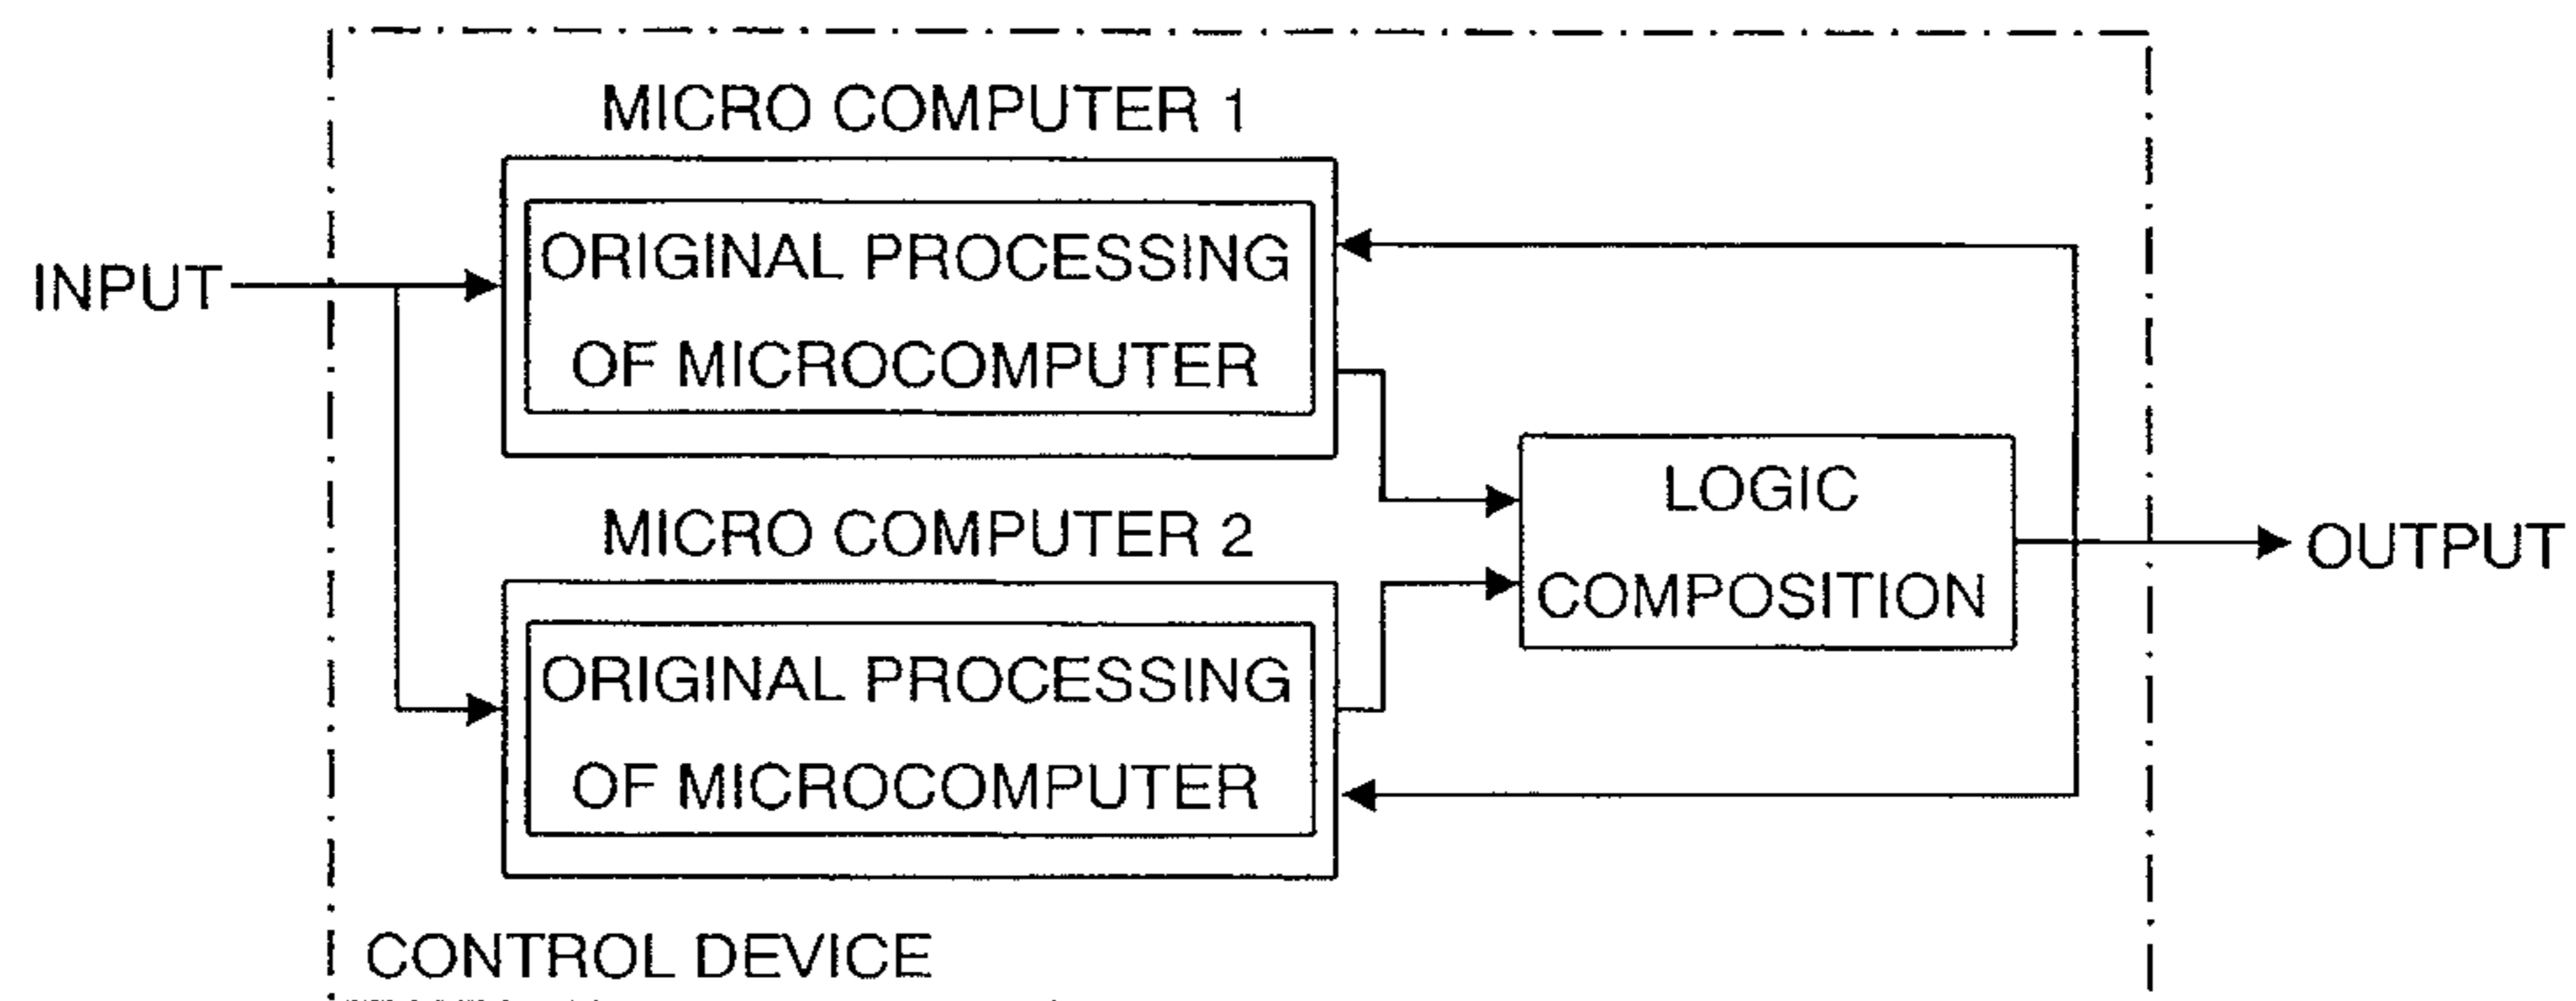 MICRO COMPUTER 1
INPUT
ORIGINAL PROCESSING
OF MICROCOMPUTER
MICRO COMPUTER 2
ORIGINAL PROCESSING
OF MICROCOMPUTER
LOGIC
COMPOSITION
OUTPUT
CONTROL DEVICE